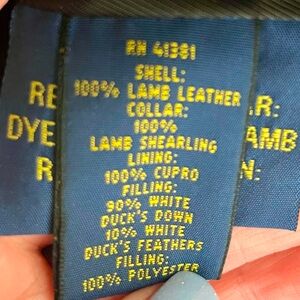 RN 41381
SHELL:
100% LAMB LEATHER
COLLAR:
100%
LAMB SHEARLING
LINING:
100% CUPRO
FILLING:
90% WHITE
DUCK'S DOWN
10% WHITE
DUCK'S FEATHERS
FILLING:
100% POLYESTER